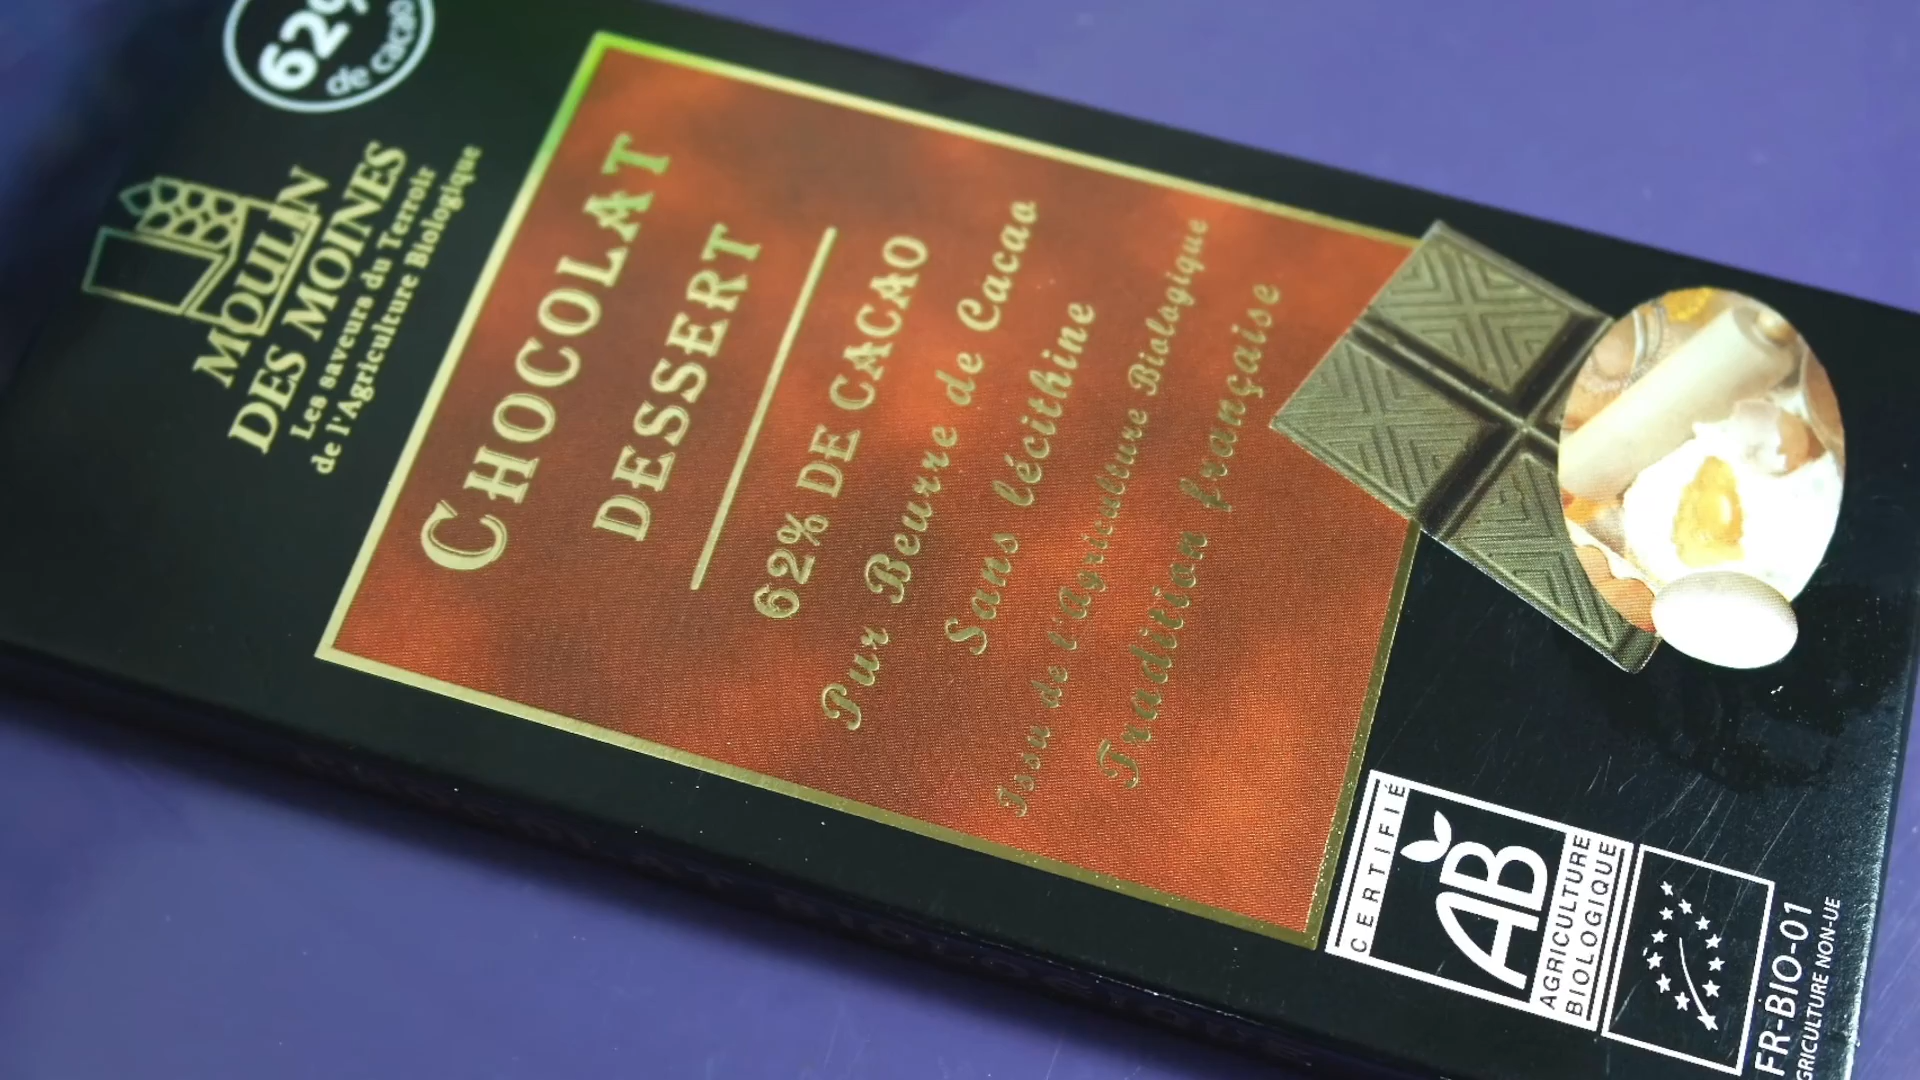 62%
de cacao
MOULIN
DES MOINES
Les saveurs du Terroir
de l'Agriculture Biologique
CHOCOLAT
DESSERT
62% DE CACAO
Pur Beurre de Cacao
Sans lécithine
Issu de l'Agriculture Biologique
Tradition française
CERTIFIÉ
AB
AGRICULTURE
BIOLOGIQUE
FR-BIO-01
AGRICULTURE NON-UE